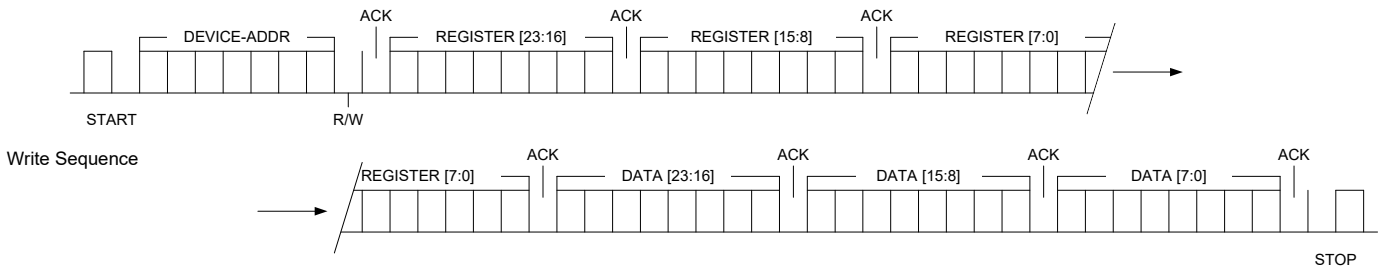 ACK ACK ACK
DEVICE-ADDR REGISTER [23:16] REGISTER [15:8] REGISTER [7:0]
START R/W
Write Sequence
ACK ACK ACK ACK
REGISTER [7:0] DATA [23:16] DATA [15:8] DATA [7:0]
STOP